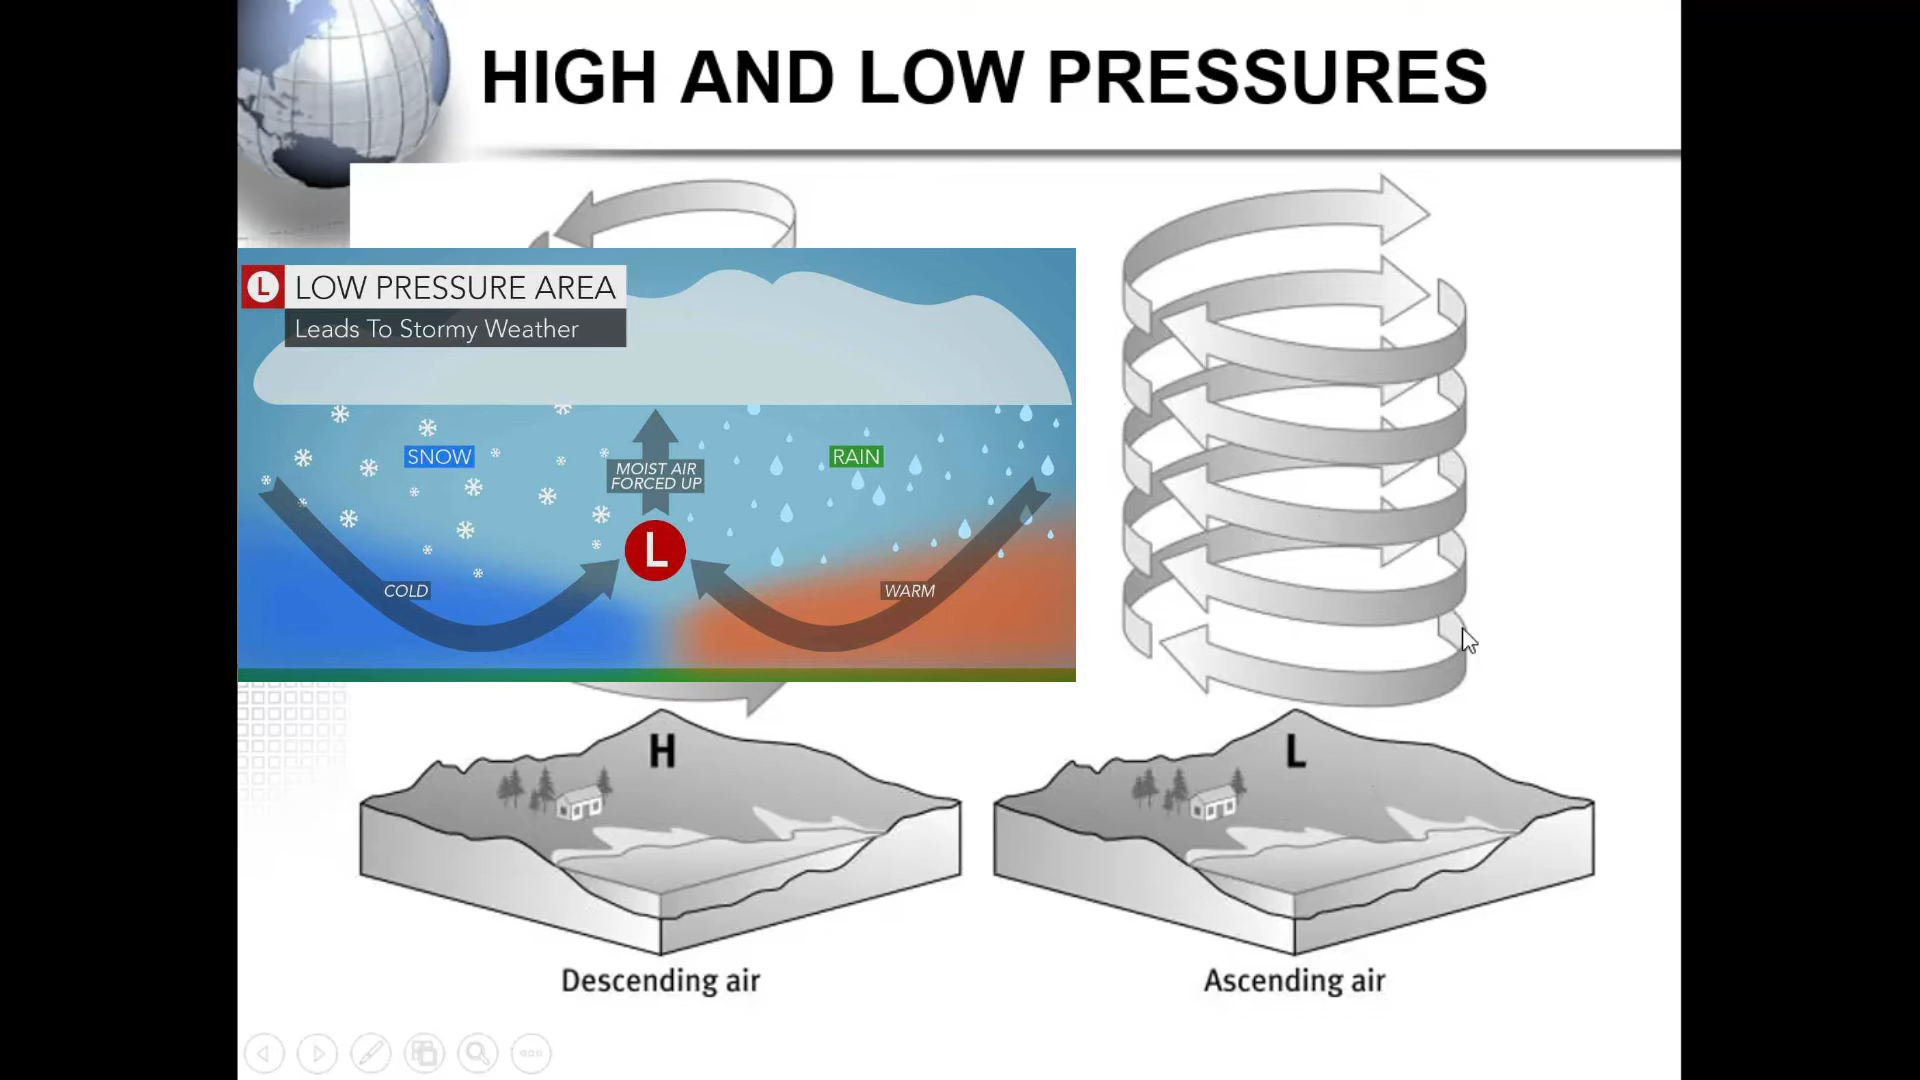 HIGH AND LOW PRESSURES
L LOW PRESSURE AREA
Leads To Stormy Weather
SNOW
MOIST AIR
FORCED UP
RAIN
L
COLD
WARM
H
L
Descending air
Ascending air